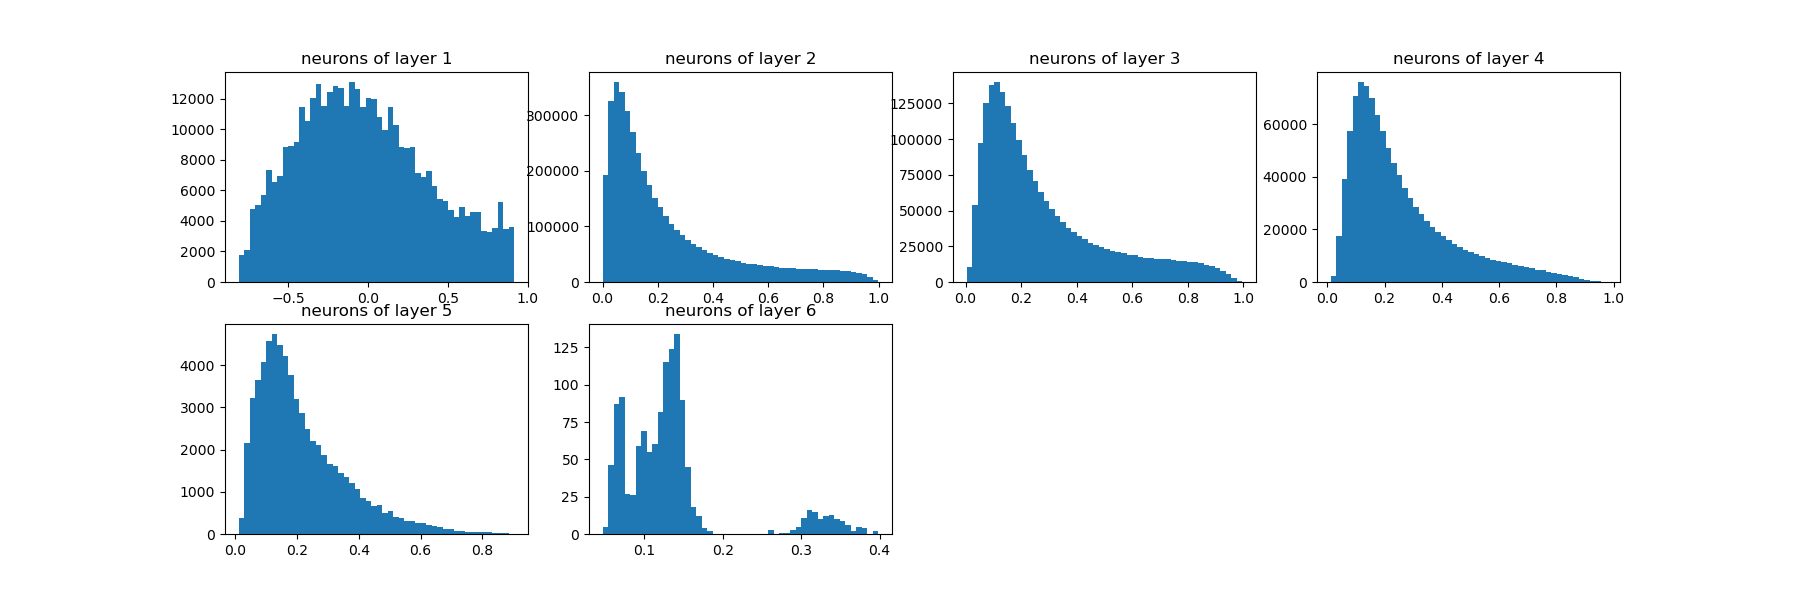 neurons of layer 1
12000
10000
8000
6000
4000
2000
0
−0.5 0.0 0.5 1.0
neurons of layer 2
300000
200000
100000
0
0.0 0.2 0.4 0.6 0.8 1.0
neurons of layer 3
125000
100000
75000
50000
25000
0
0.0 0.2 0.4 0.6 0.8 1.0
neurons of layer 4
60000
40000
20000
0
0.0 0.2 0.4 0.6 0.8 1.0
neurons of layer 5
4000
3000
2000
1000
0
0.0 0.2 0.4 0.6 0.8
neurons of layer 6
125
100
75
50
25
0
0.1 0.2 0.3 0.4